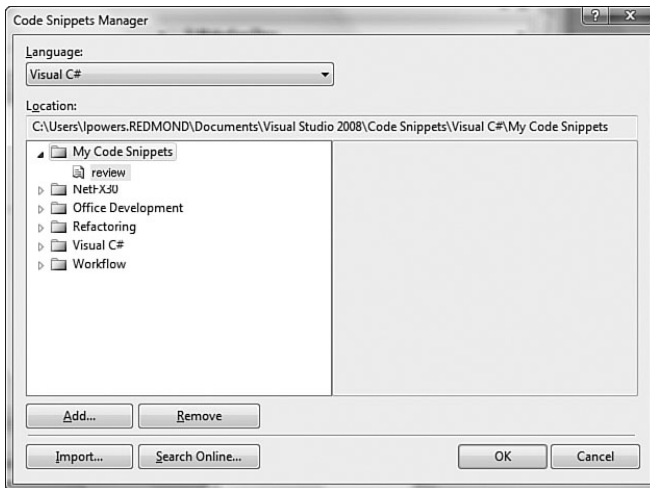 Code Snippets Manager
Language:
Visual C#
Location:
C:\Users\lpowers.REDMOND\Documents\Visual Studio 2008\Code Snippets\Visual C#\My Code Snippets
My Code Snippets
review
NetFX30
Office Development
Refactoring
Visual C#
Workflow
Add...
Remove
Import...
Search Online...
OK
Cancel